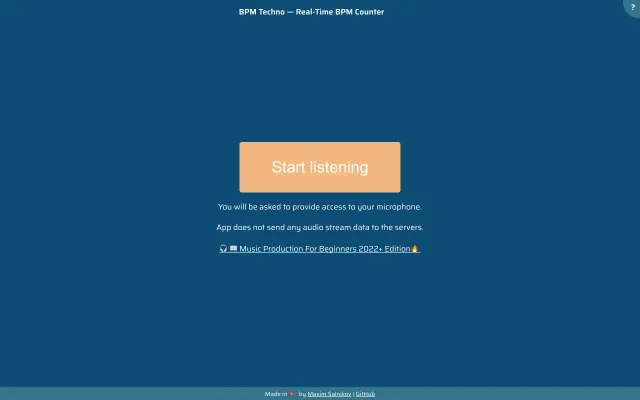 BPM Techno — Real-Time BPM Counter
?
Start listening
You will be asked to provide access to your microphone.
App does not send any audio stream data to the servers.
🎧 📖 Music Production For Beginners 2022+ Edition🔥
Made in 🇳🇴 by Maxim Salnikov | GitHub